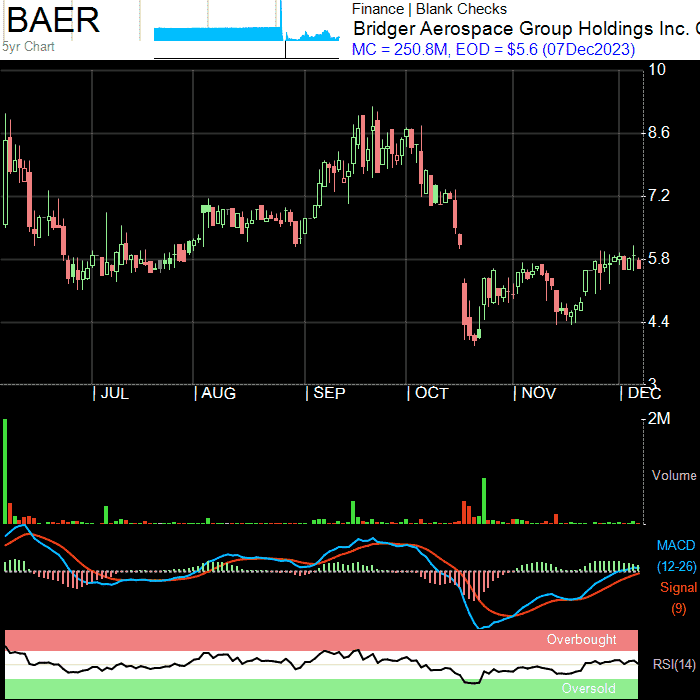 BAER
5yr Chart
Finance | Blank Checks
Bridger Aerospace Group Holdings Inc.
MC = 250.8M, EOD = $5.6 (07Dec2023)
10
8.6
7.2
5.8
4.4
3
JUL AUG SEP OCT NOV DEC
2M
Volume
MACD
(12-26)
Signal
(9)
Overbought
RSI(14)
Oversold